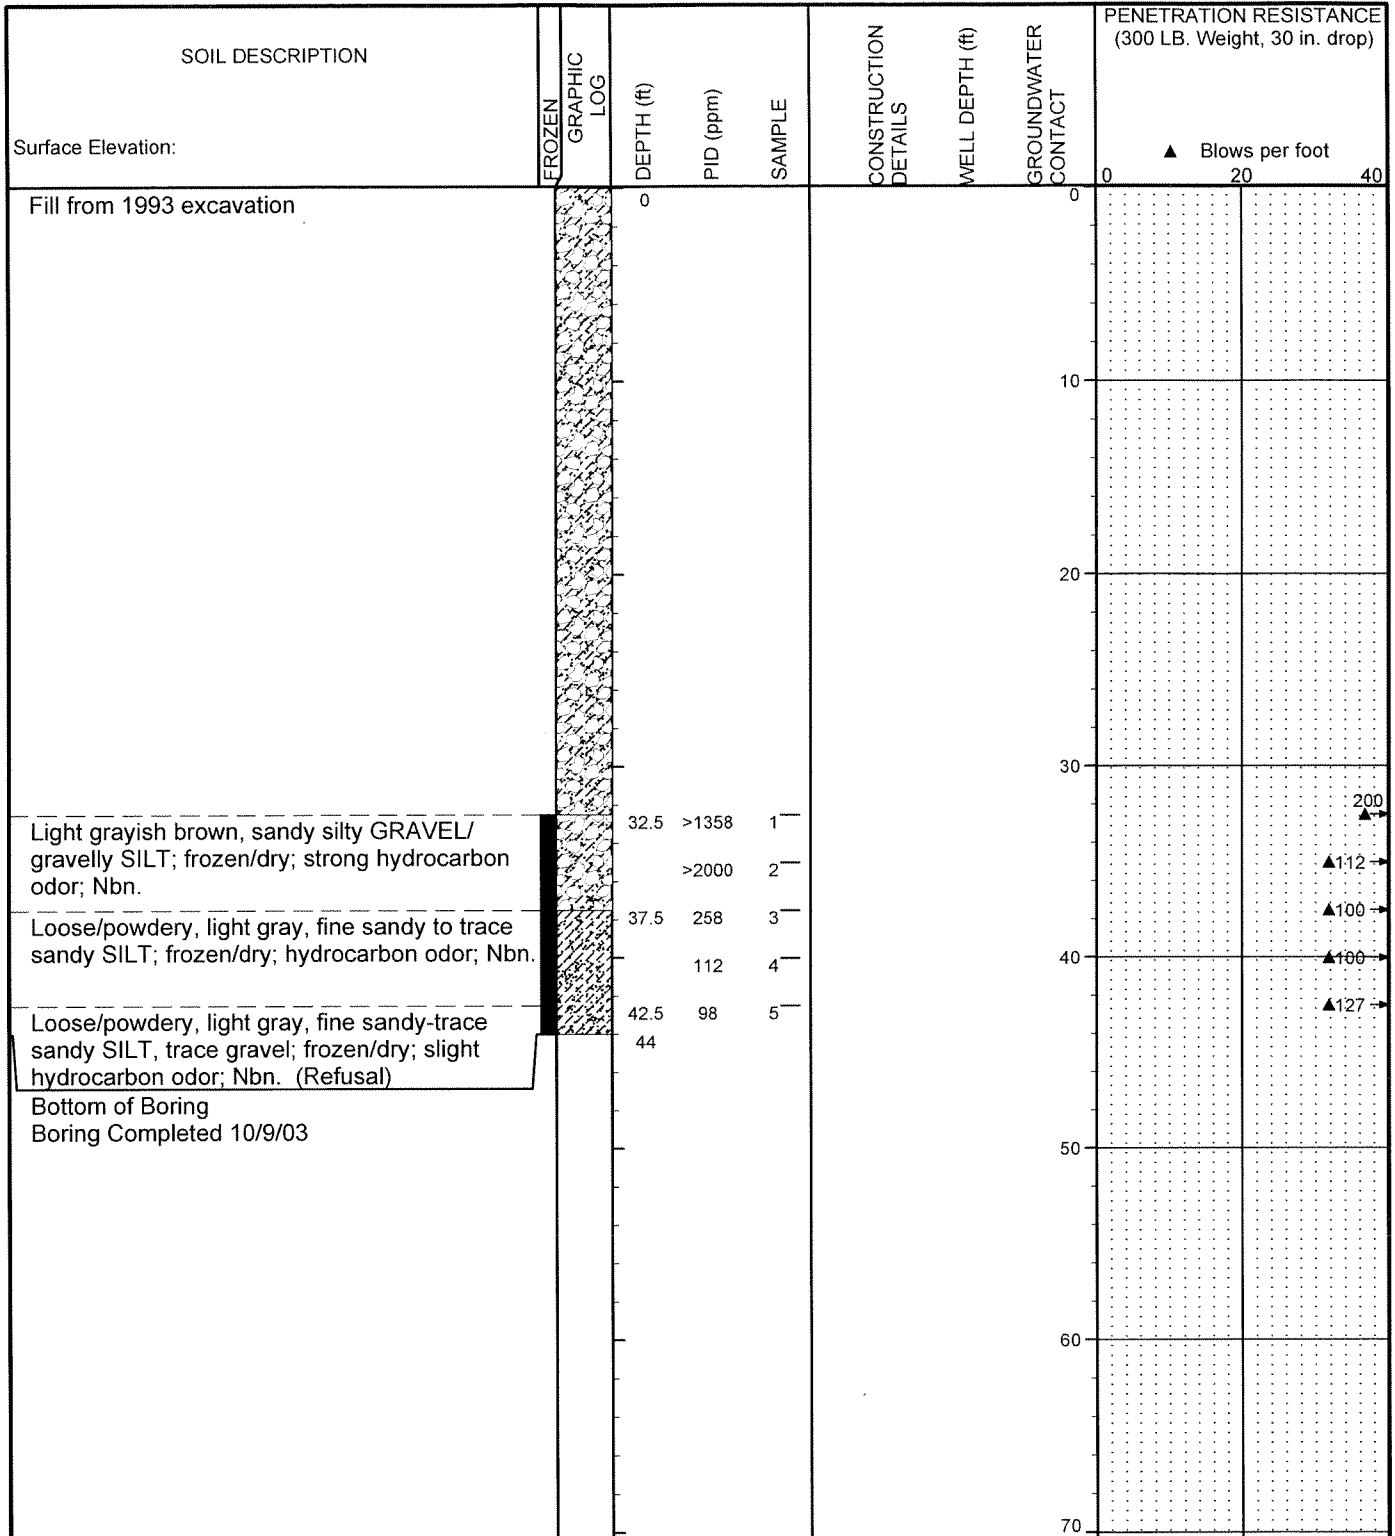 SOIL DESCRIPTION
Surface Elevation:
FROZEN
GRAPHIC
LOG
DEPTH (ft)
PID (ppm)
SAMPLE
CONSTRUCTION
DETAILS
WELL DEPTH (ft)
GROUNDWATER
CONTACT
PENETRATION RESISTANCE
(300 LB. Weight, 30 in. drop)
▲ Blows per foot
0 20 40
Fill from 1993 excavation
0
0
10
20
30
200
Light grayish brown, sandy silty GRAVEL/
gravelly SILT; frozen/dry; strong hydrocarbon
odor; Nbn.
32.5 >1358 1
>2000 2
112
Loose/powdery, light gray, fine sandy to trace
sandy SILT; frozen/dry; hydrocarbon odor; Nbn.
37.5 258 3
100
112 4
40
100
Loose/powdery, light gray, fine sandy-trace
sandy SILT, trace gravel; frozen/dry; slight
hydrocarbon odor; Nbn. (Refusal)
42.5 98 5
127
44
Bottom of Boring
Boring Completed 10/9/03
50
60
70